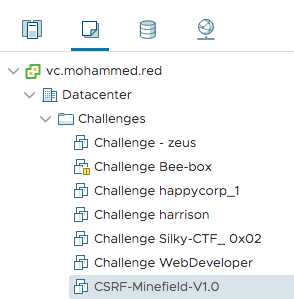 vc.mohammed.red
Datacenter
Challenges
Challenge - zeus
Challenge Bee-box
Challenge happycorp_1
Challenge harrison
Challenge Silky-CTF_ 0x02
Challenge WebDeveloper
CSRF-Minefield-V1.0